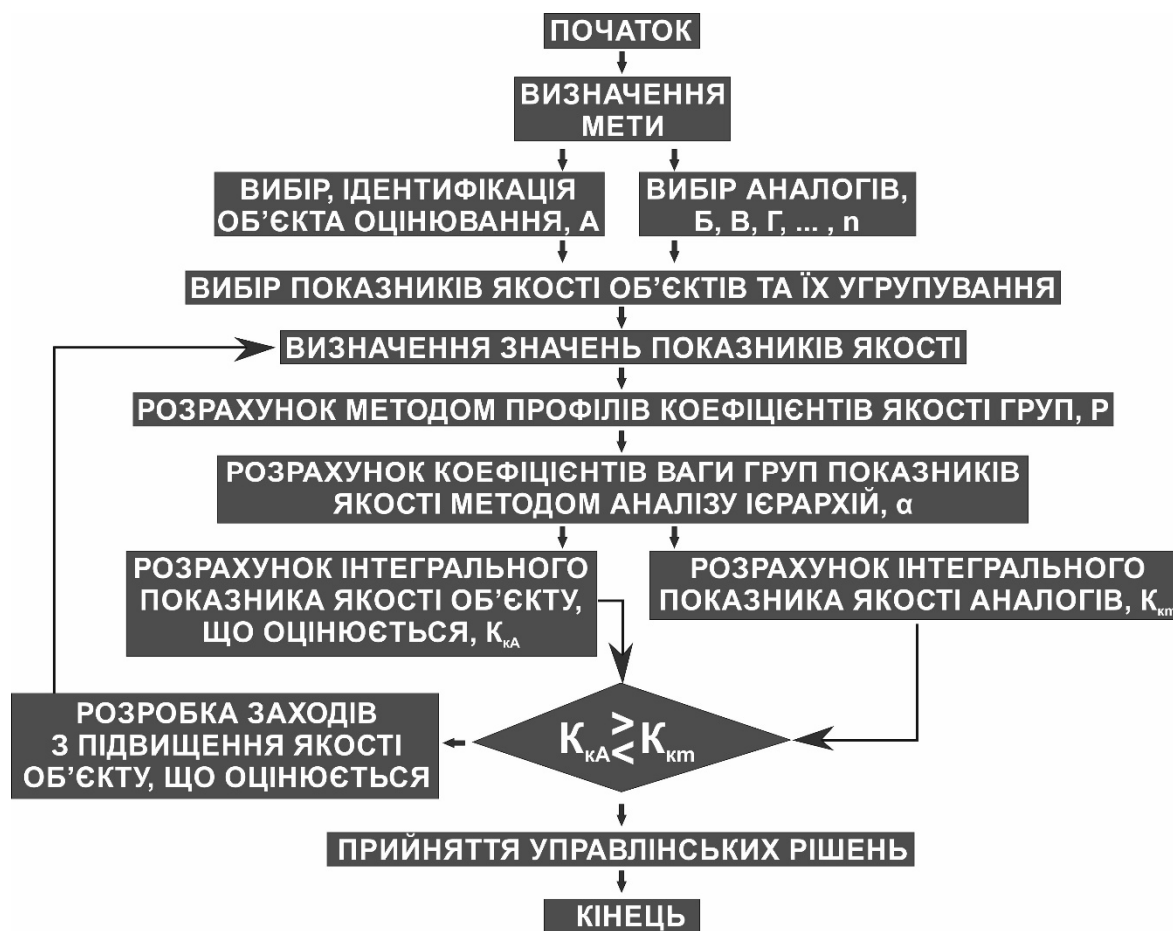 ПОЧАТОК
ВИЗНАЧЕННЯ
МЕТИ
ВИБІР, ІДЕНТИФІКАЦІЯ
ОБ’ЄКТА ОЦІНЮВАННЯ, А
ВИБІР АНАЛОГІВ,
Б, В, Г, ... , n
ВИБІР ПОКАЗНИКІВ ЯКОСТІ ОБ’ЄКТІВ ТА ЇХ УГРУПУВАННЯ
ВИЗНАЧЕННЯ ЗНАЧЕНЬ ПОКАЗНИКІВ ЯКОСТІ
РОЗРАХУНОК МЕТОДОМ ПРОФІЛІВ КОЕФІЦІЄНТІВ ЯКОСТІ ГРУП, Р
РОЗРАХУНОК КОЕФІЦІЄНТІВ ВАГИ ГРУП ПОКАЗНИКІВ
ЯКОСТІ МЕТОДОМ АНАЛІЗУ ІЄРАРХІЙ, α
РОЗРАХУНОК ІНТЕГРАЛЬНОГО
ПОКАЗНИКА ЯКОСТІ ОБ’ЄКТУ,
ЩО ОЦІНЮЄТЬСЯ, КкА
РОЗРАХУНОК ІНТЕГРАЛЬНОГО
ПОКАЗНИКА ЯКОСТІ АНАЛОГІВ, Ккm
КкА ≷ Ккm
РОЗРОБКА ЗАХОДІВ
З ПІДВИЩЕННЯ ЯКОСТІ
ОБ’ЄКТУ, ЩО ОЦІНЮЄТЬСЯ
ПРИЙНЯТТЯ УПРАВЛІНСЬКИХ РІШЕНЬ
КІНЕЦЬ